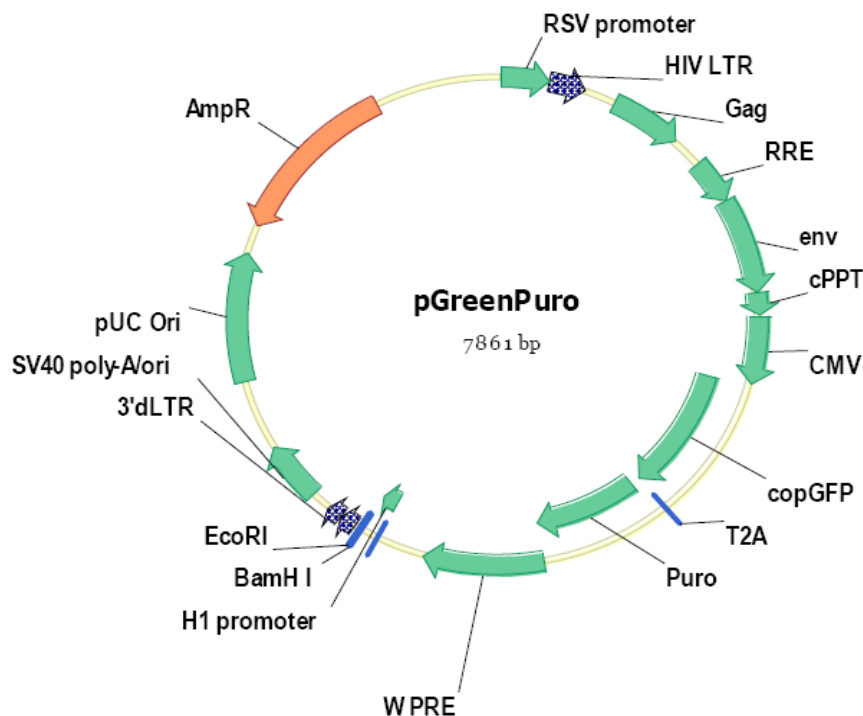 RSV promoter
HIV LTR
Gag
RRE
env
cPPT
CMV
copGFP
T2A
Puro
WPRE
H1 promoter
BamH I
EcoRI
3'dLTR
SV40 poly-A/ori
pUC Ori
AmpR
pGreenPuro
7861 bp